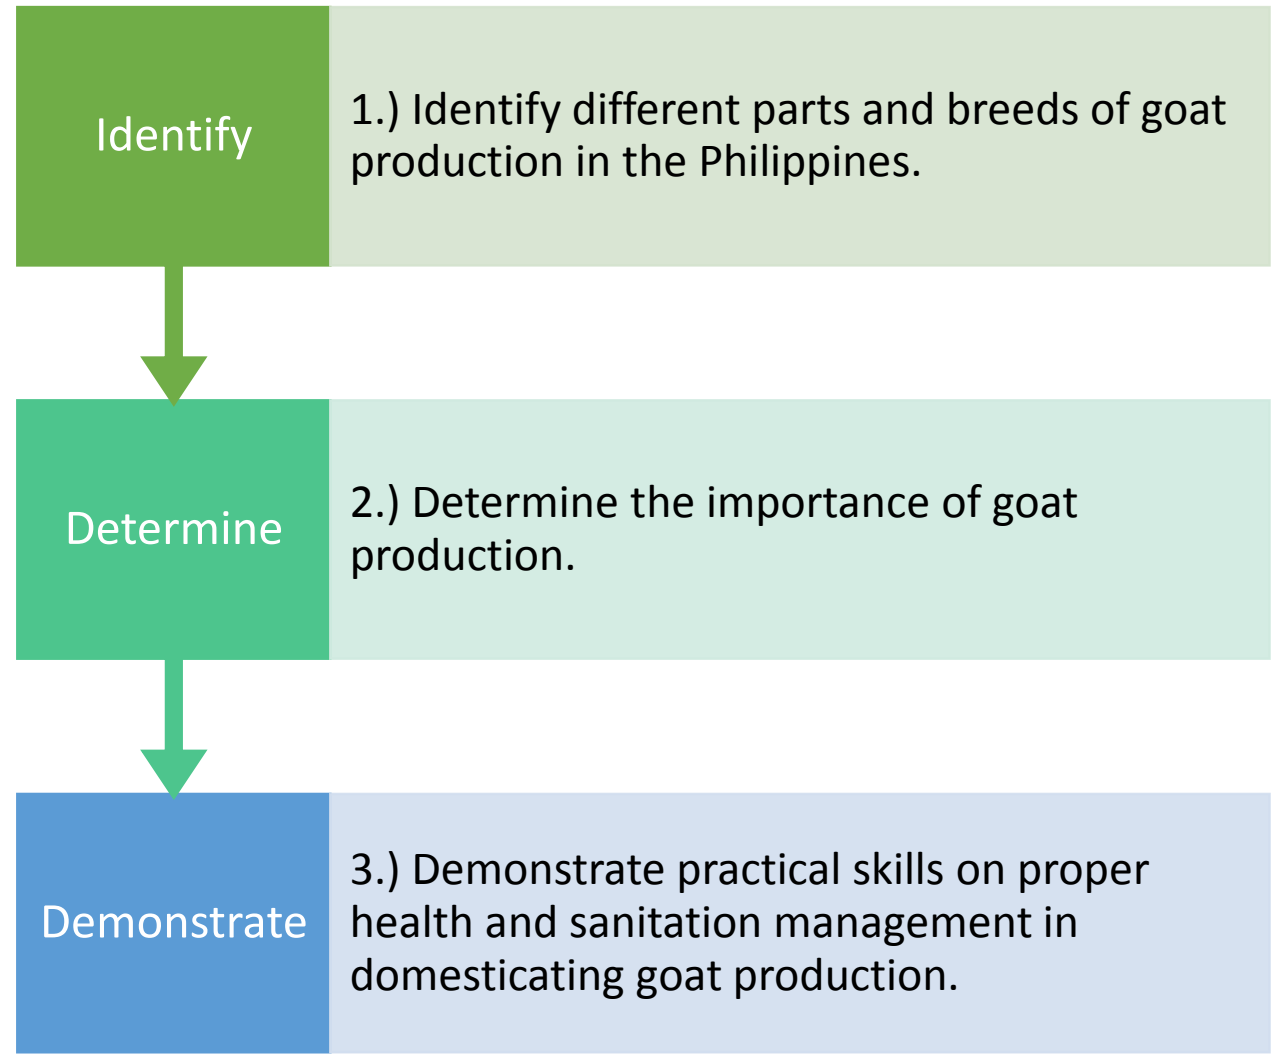 Identify
1.) Identify different parts and breeds of goat
production in the Philippines.
Determine
2.) Determine the importance of goat
production.
Demonstrate
3.) Demonstrate practical skills on proper
health and sanitation management in
domesticating goat production.